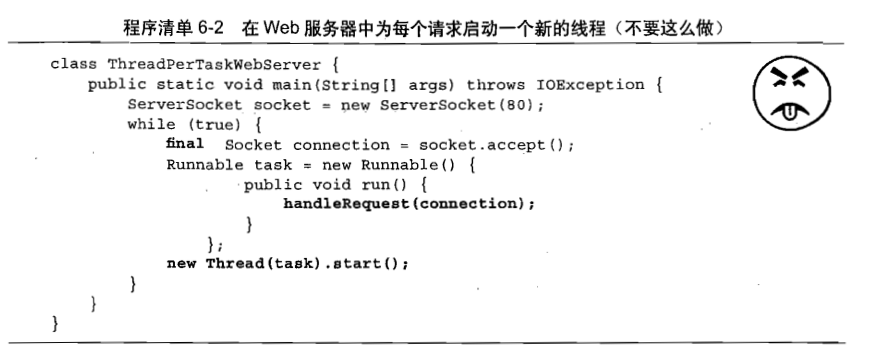 程序清单 6-2 在 Web 服务器中为每个请求启动一个新的线程（不要这么做）
class ThreadPerTaskWebServer {
    public static void main(String[] args) throws IOException {
        ServerSocket socket = new ServerSocket(80);
        while (true) {
            final  Socket connection = socket.accept();
            Runnable task = new Runnable() {
                    public void run() {
                        handleRequest(connection);
                    }
                };
            new Thread(task).start();
        }
    }
}